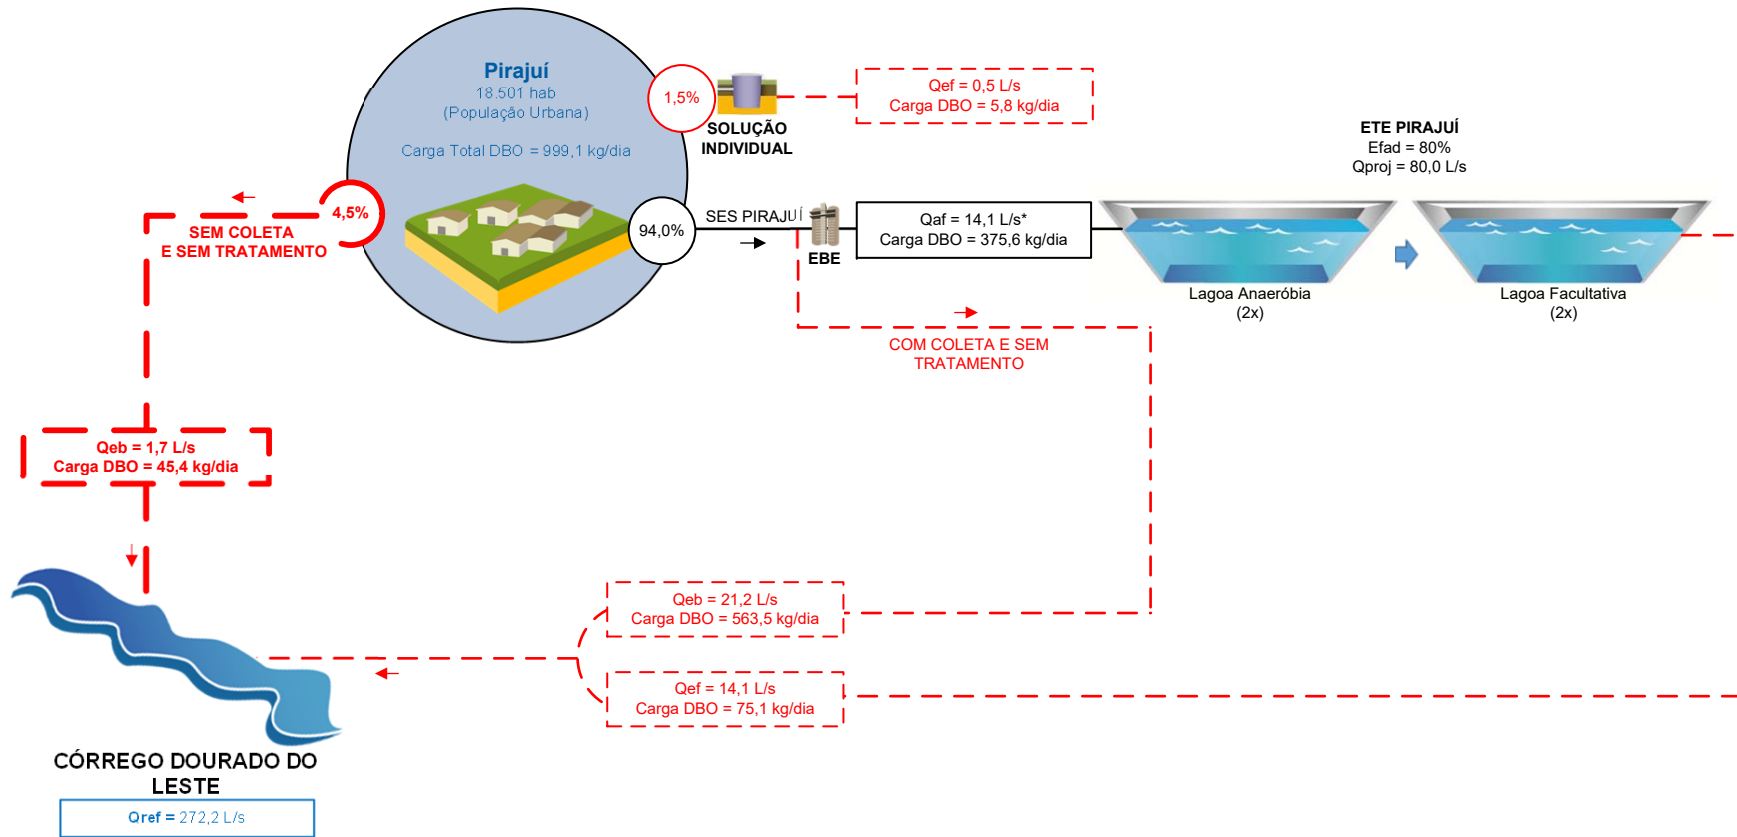 Pirajuí
18.501 hab
(População Urbana)
Carga Total DBO = 999,1 kg/dia
1,5%
SOLUÇÃO
INDIVIDUAL
Qef = 0,5 L/s
Carga DBO = 5,8 kg/dia
ETE PIRAJUÍ
Efad = 80%
Qproj = 80,0 L/s
4,5%
SEM COLETA
E SEM TRATAMENTO
94,0%
SES PIRAJUÍ
EBE
Qaf = 14,1 L/s*
Carga DBO = 375,6 kg/dia
Lagoa Anaeróbia
(2x)
Lagoa Facultativa
(2x)
COM COLETA E SEM
TRATAMENTO
Qeb = 1,7 L/s
Carga DBO = 45,4 kg/dia
Qeb = 21,2 L/s
Carga DBO = 563,5 kg/dia
Qef = 14,1 L/s
Carga DBO = 75,1 kg/dia
CÓRREGO DOURADO DO
LESTE
Qref = 272,2 L/s